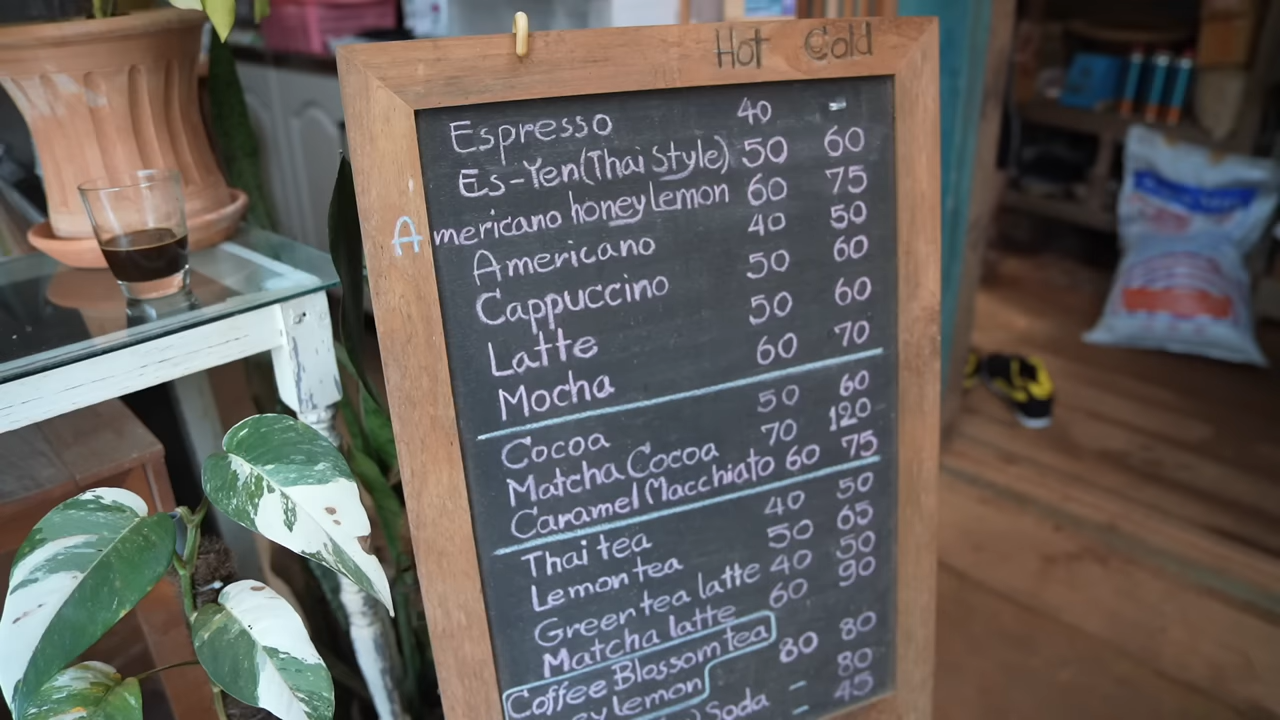 Hot Cold
Espresso 40 -
Es-Yen(Thai Style) 50 60
Americano honey lemon 60 75
Americano 40 50
Cappuccino 50 60
Latte 50 60
Mocha 60 70
Cocoa 50 60
Matcha Cocoa 70 120
Caramel Macchiato 60 75
Thai tea 40 50
Lemon tea 50 65
Green tea latte 40 50
Matcha latte 60 90
Coffee Blossom tea 80 80
lemon - 80
Soda - 45